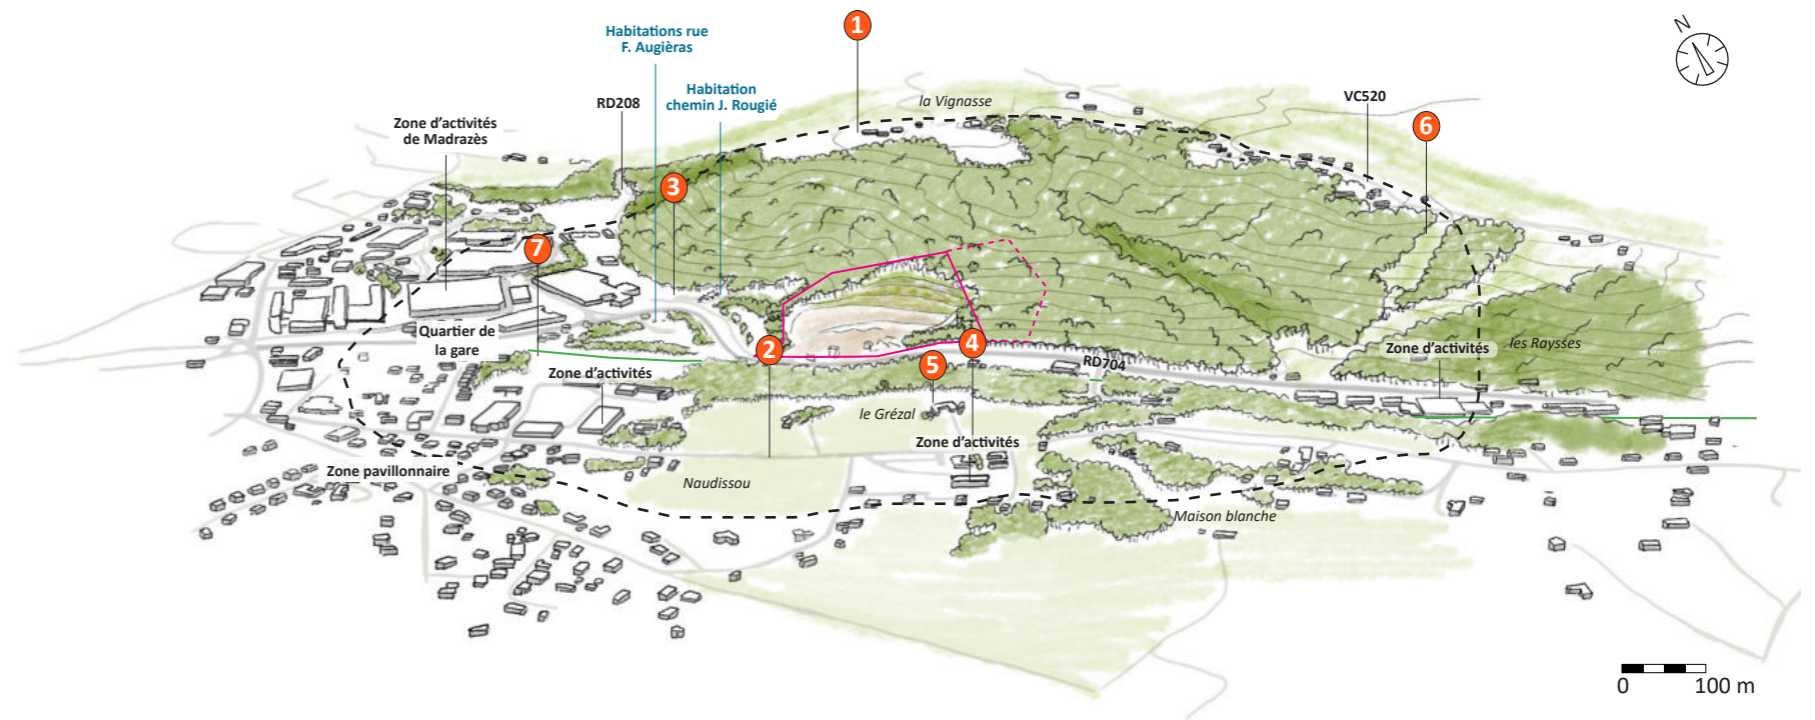 1
N
Habitations rue
F. Augièras
Habitation
chemin J. Rougié
la Vignasse
RD208
VC520
Zone d'activités
de Madrazès
6
3
7
Quartier de
la gare
2
4
5
RD704
Zone d'activités
les Raysses
Zone d'activités
le Grézal
Zone d'activités
Zone pavillonnaire
Naudissou
Maison blanche
0 100 m